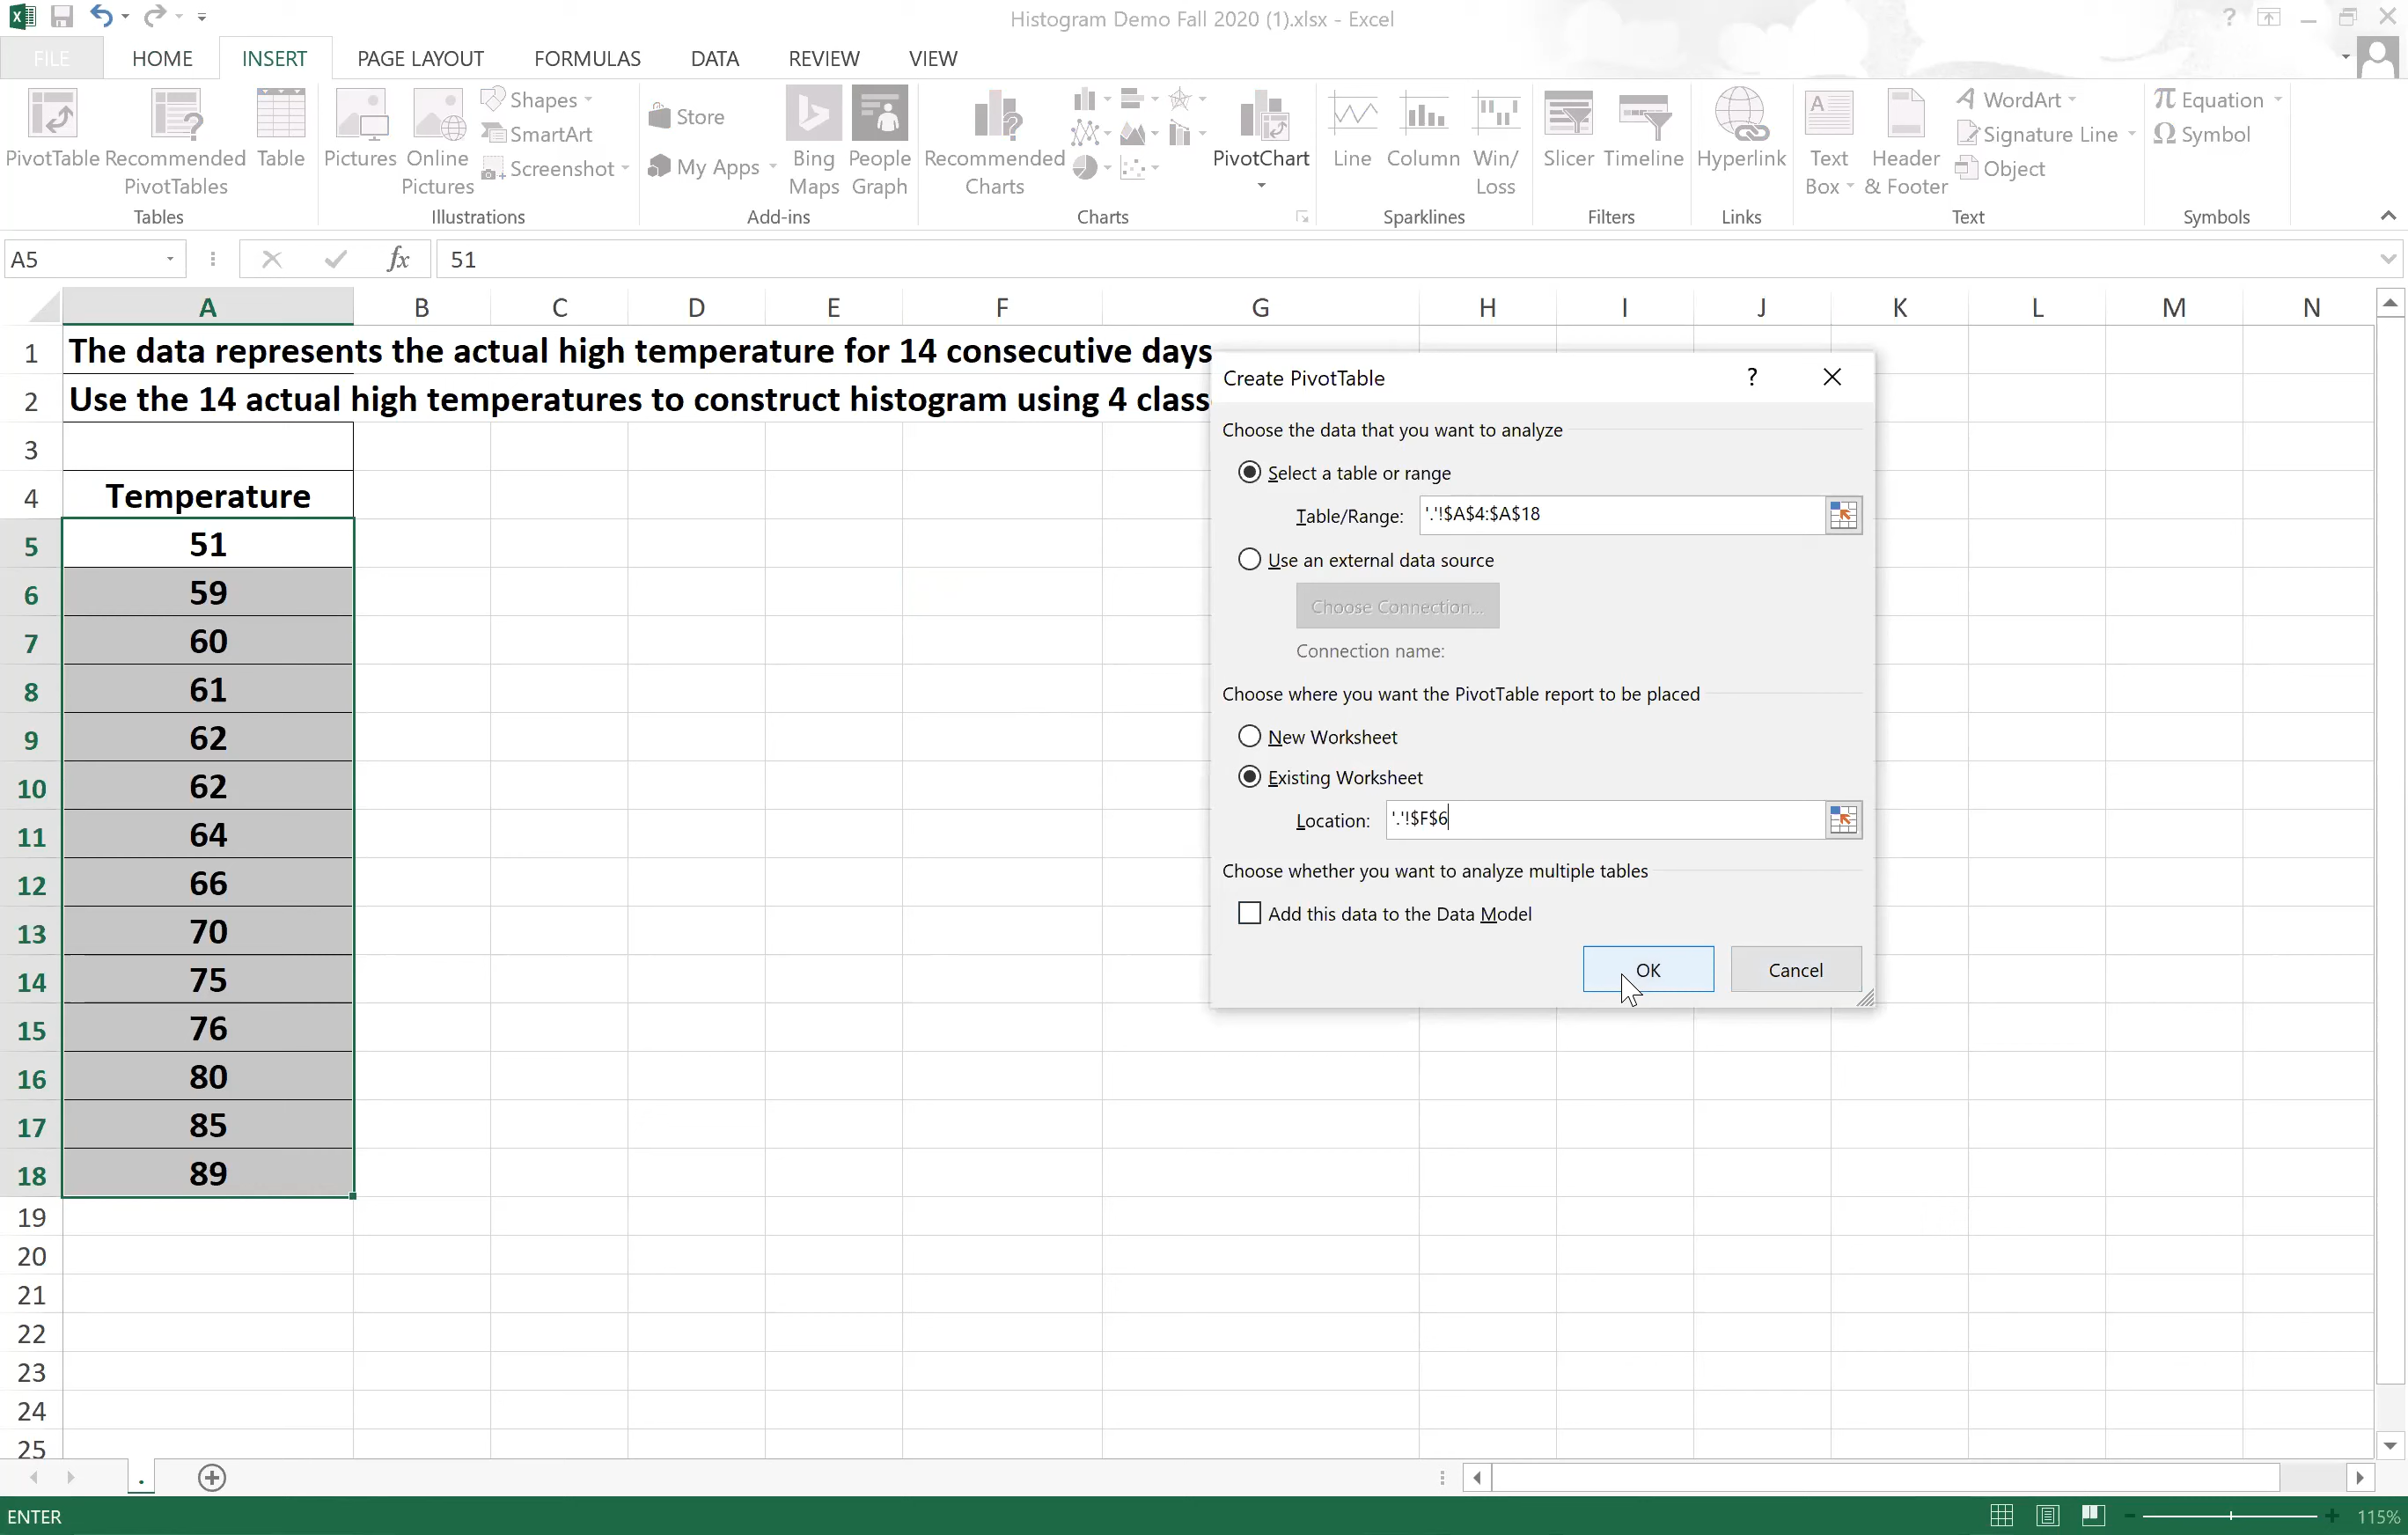 Histogram Demo Fall 2020 (1).xlsx - Excel
?
FILE HOME INSERT PAGE LAYOUT FORMULAS DATA REVIEW VIEW
PivotTable
Recommended
PivotTables
Table
Tables
Pictures
Online
Pictures
Shapes
SmartArt
Screenshot
Illustrations
Store
My Apps
Bing
Maps
People
Graph
Add-ins
Recommended
Charts
PivotChart
Charts
Line
Column
Win/
Loss
Sparklines
Slicer
Timeline
Filters
Hyperlink
Links
Text
Box
Header
& Footer
WordArt
Signature Line
Object
Text
π Equation
Ω Symbol
Symbols
A5
fx
51
A B C D E F G H I J K L M N
1 The data represents the actual high temperature for 14 consecutive days
2 Use the 14 actual high temperatures to construct histogram using 4 class
3
4 Temperature
5 51
6 59
7 60
8 61
9 62
10 62
11 64
12 66
13 70
14 75
15 76
16 80
17 85
18 89
19
20
21
22
23
24
25
Create PivotTable
?
Choose the data that you want to analyze
Select a table or range
Table/Range: '.'!$A$4:$A$18
Use an external data source
Choose Connection...
Connection name:
Choose where you want the PivotTable report to be placed
New Worksheet
Existing Worksheet
Location: '.'!$F$6
Choose whether you want to analyze multiple tables
Add this data to the Data Model
OK
Cancel
.
ENTER
115%